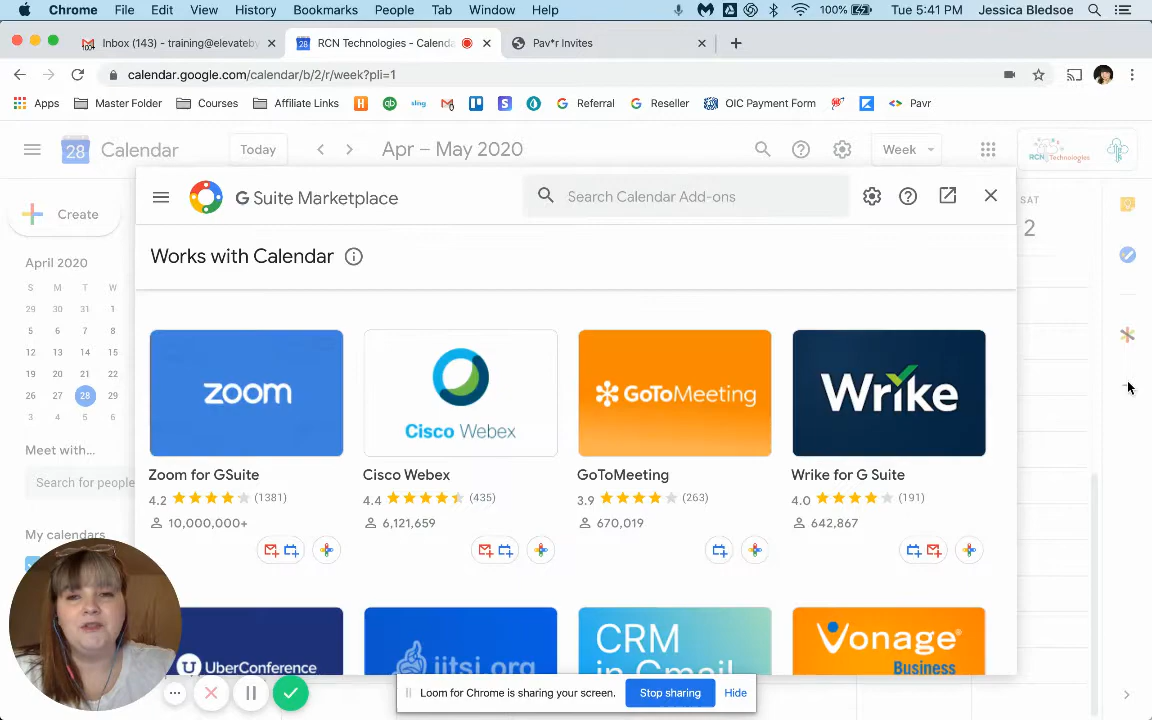 Chrome File Edit View History Bookmarks People Tab Window Help 100% Tue 5:41 PM Jessica Bledsoe
Inbox (143) - training@elevateby
RCN Technologies - Calenda
Pav*r Invites
calendar.google.com/calendar/b/2/r/week?pli=1
Apps Master Folder Courses Affiliate Links sling Referral Reseller OIC Payment Form Pavr
28 Calendar Today Apr – May 2020 Week RCN Technologies
G Suite Marketplace Search Calendar Add-ons
SAT
2
Create
Works with Calendar
April 2020
S M T W
29 30 31 1
5 6 7 8
12 13 14 15
19 20 21 22
26 27 28 29
3 4 5 6
Meet with...
Search for people
My calendars
zoom
Cisco Webex
GoToMeeting
Wrike
Zoom for GSuite
4.2 (1381)
10,000,000+
Cisco Webex
4.4 (435)
6,121,659
GoToMeeting
3.9 (263)
670,019
Wrike for G Suite
4.0 (191)
642,867
UberConference
jitsi.org
CRM
in Gmail
Vonage
Business
Loom for Chrome is sharing your screen. Stop sharing Hide